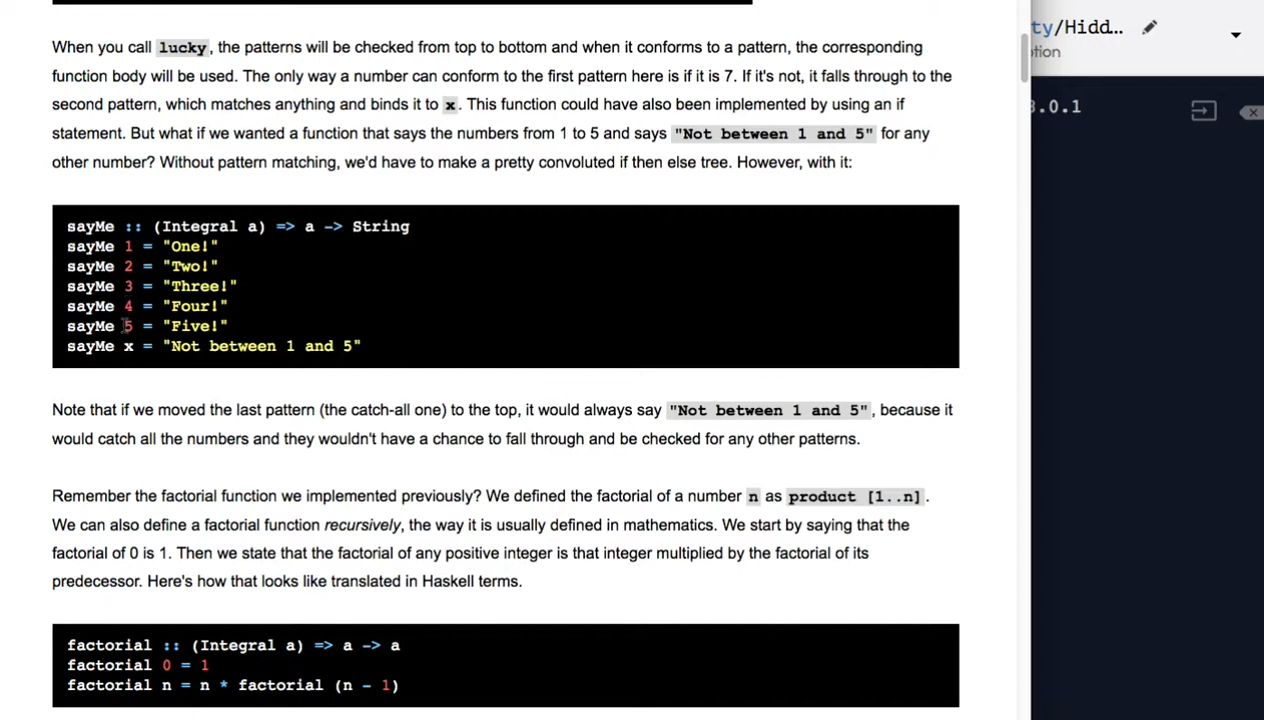 When you call lucky, the patterns will be checked from top to bottom and when it conforms to a pattern, the corresponding
function body will be used. The only way a number can conform to the first pattern here is if it is 7. If it's not, it falls through to the
second pattern, which matches anything and binds it to x. This function could have also been implemented by using an if
statement. But what if we wanted a function that says the numbers from 1 to 5 and says "Not between 1 and 5" for any
other number? Without pattern matching, we'd have to make a pretty convoluted if then else tree. However, with it:
sayMe :: (Integral a) => a -> String
sayMe 1 = "One!"
sayMe 2 = "Two!"
sayMe 3 = "Three!"
sayMe 4 = "Four!"
sayMe 5 = "Five!"
sayMe x = "Not between 1 and 5"
Note that if we moved the last pattern (the catch-all one) to the top, it would always say "Not between 1 and 5", because it
would catch all the numbers and they wouldn't have a chance to fall through and be checked for any other patterns.
Remember the factorial function we implemented previously? We defined the factorial of a number n as product [1..n].
We can also define a factorial function recursively, the way it is usually defined in mathematics. We start by saying that the
factorial of 0 is 1. Then we state that the factorial of any positive integer is that integer multiplied by the factorial of its
predecessor. Here's how that looks like translated in Haskell terms.
factorial :: (Integral a) => a -> a
factorial 0 = 1
factorial n = n * factorial (n - 1)
ty/Hidd...
tion
.0.1